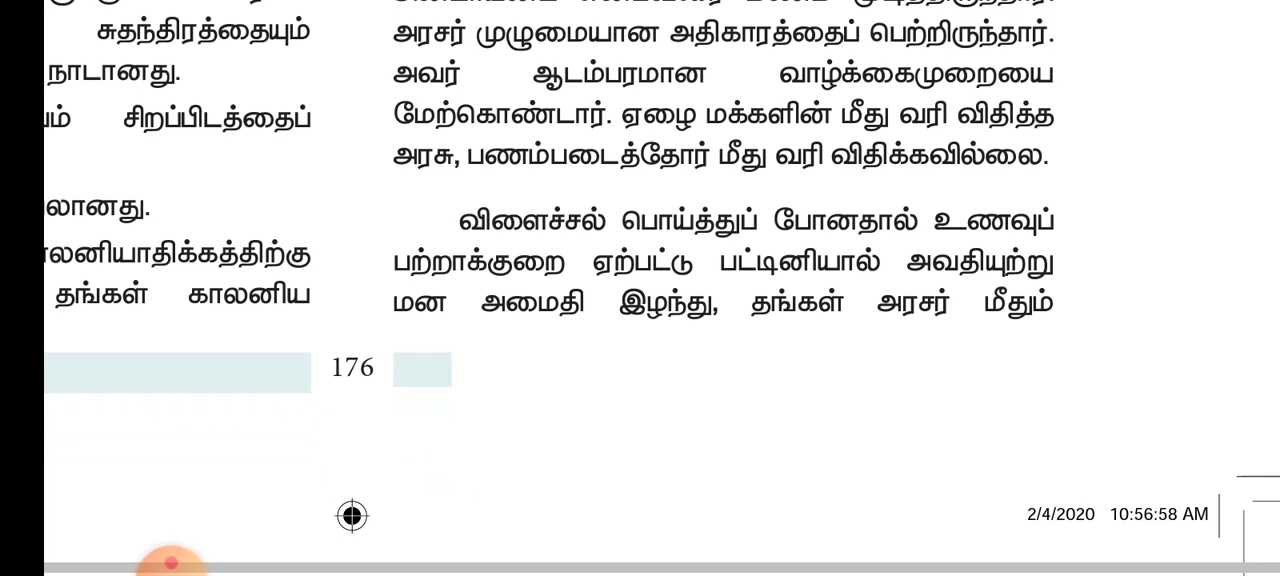 சுதந்திரத்தையும்
நாடானது.
சிறப்பிடத்தைப்
தங்கள் காலனிய
அரசர் முழுமையான அதிகாரத்தைப் பெற்றிருந்தார்.
அவர் ஆடம்பரமான வாழ்க்கைமுறையை
மேற்கொண்டார். ஏழை மக்களின் மீது வரி விதித்த
அரசு, பணம்படைத்தோர் மீது வரி விதிக்கவில்லை.
விளைச்சல் பொய்த்துப் போனதால் உணவுப்
பற்றாக்குறை ஏற்பட்டு பட்டினியால் அவதியுற்று
மன அமைதி இழந்து, தங்கள் அரசர் மீதும்
176
2/4/2020 10:56:58 AM